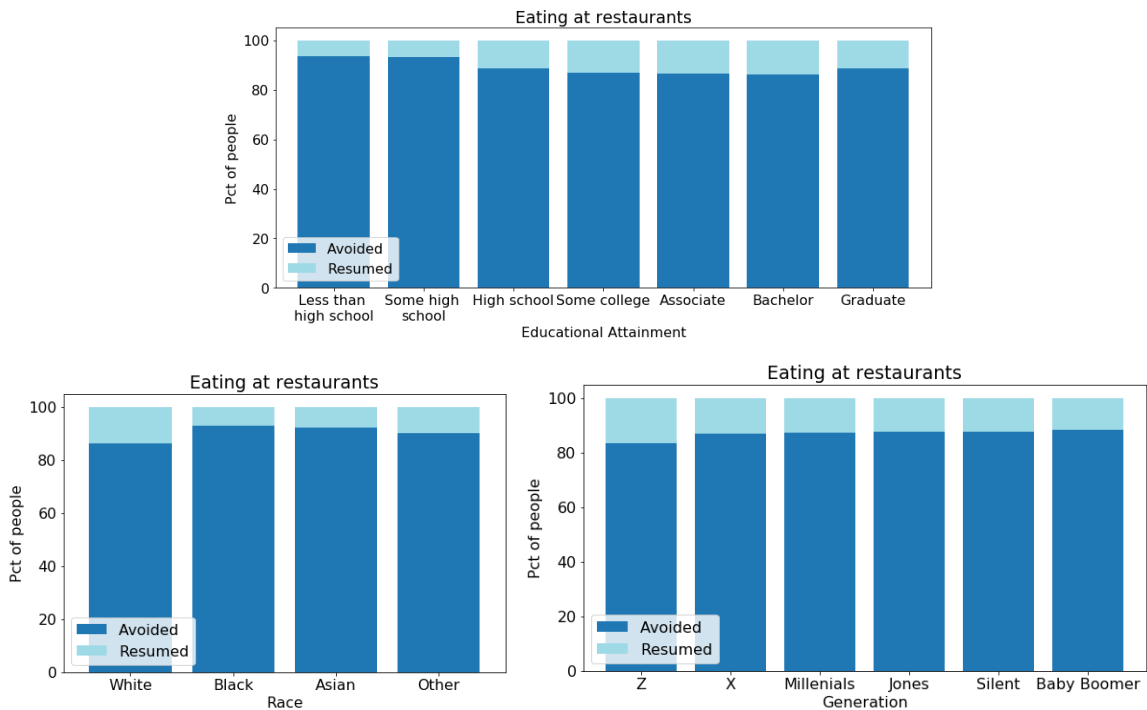 Eating at restaurants
100
80
60
40
20
0
Pct of people
Avoided
Resumed
Less than high school
Some high school
High school
Some college
Associate
Bachelor
Graduate
Educational Attainment
Eating at restaurants
100
80
60
40
20
0
Pct of people
Avoided
Resumed
White Black Asian Other
Race
Eating at restaurants
100
80
60
40
20
0
Pct of people
Avoided
Resumed
Z X Millenials Jones Silent Baby Boomer
Generation